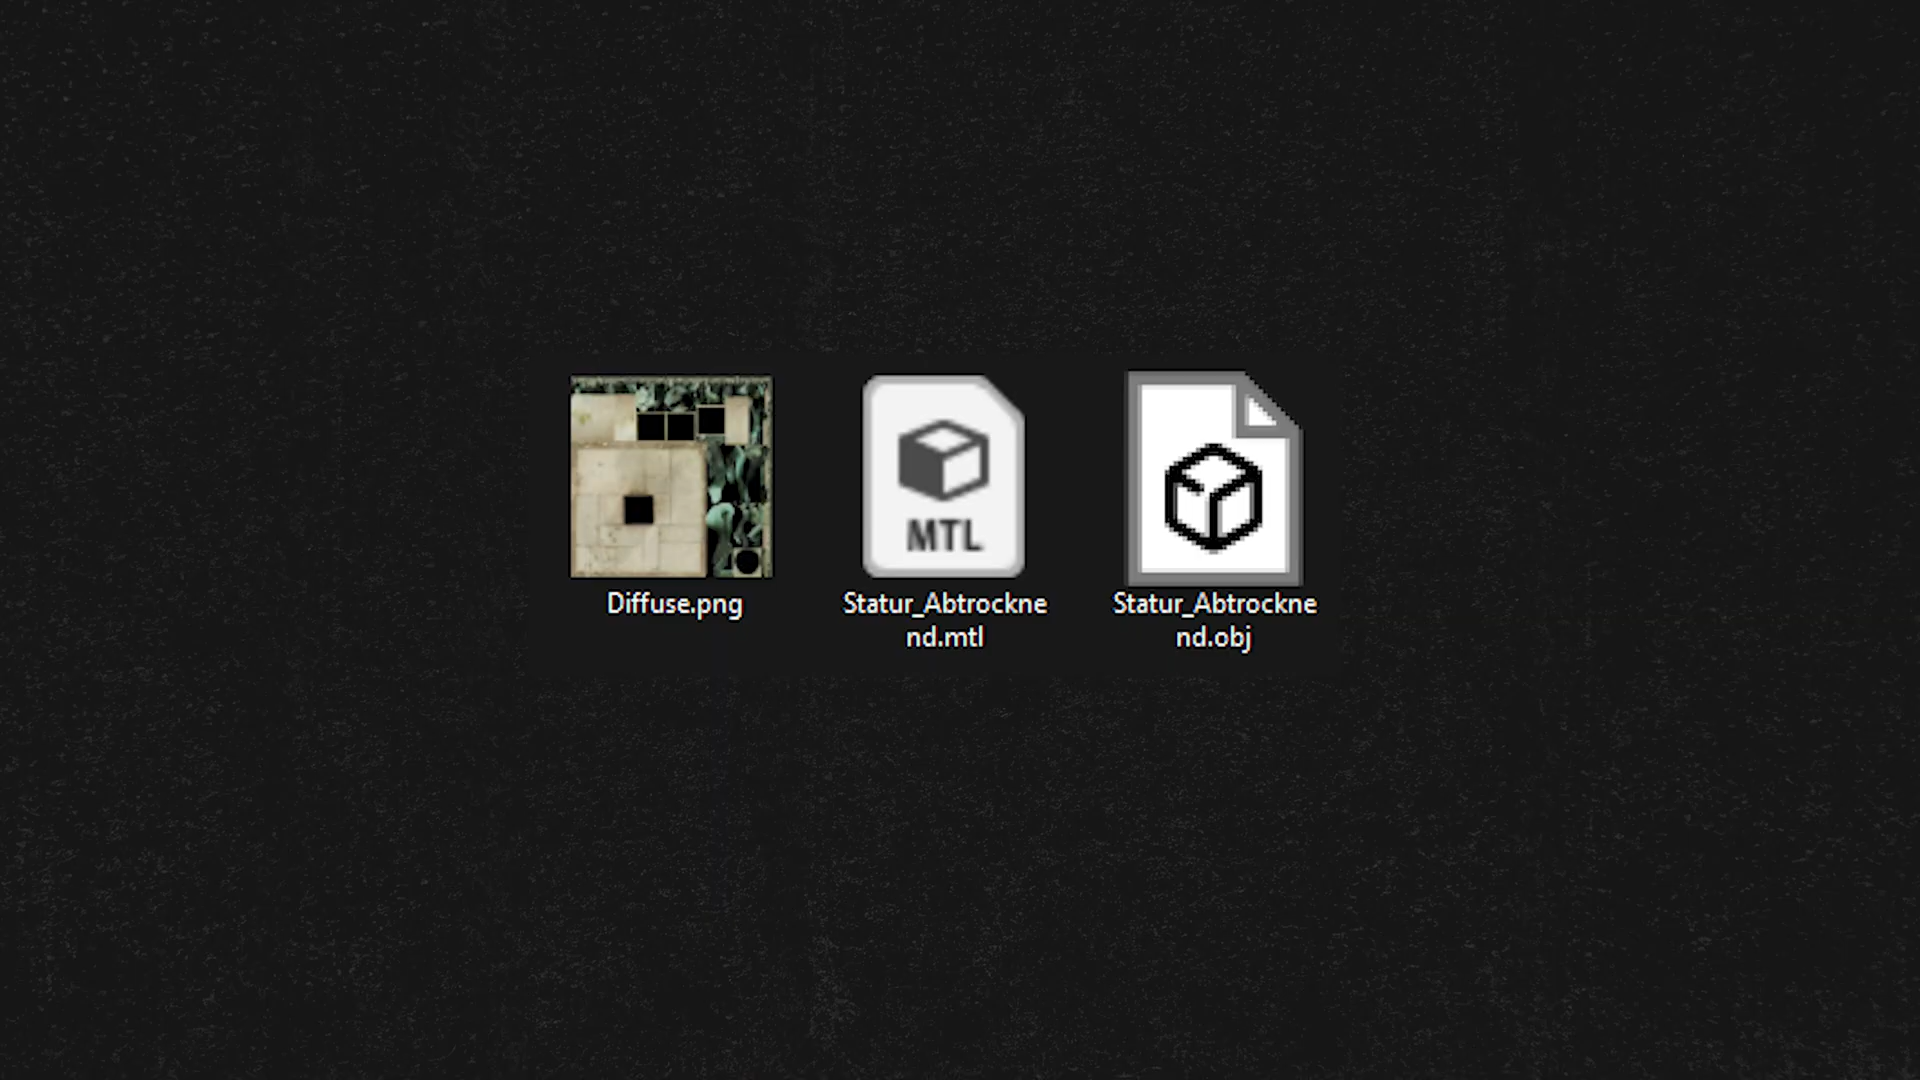 MTL
Diffuse.png
Statur_Abtrockne
nd.mtl
Statur_Abtrockne
nd.obj